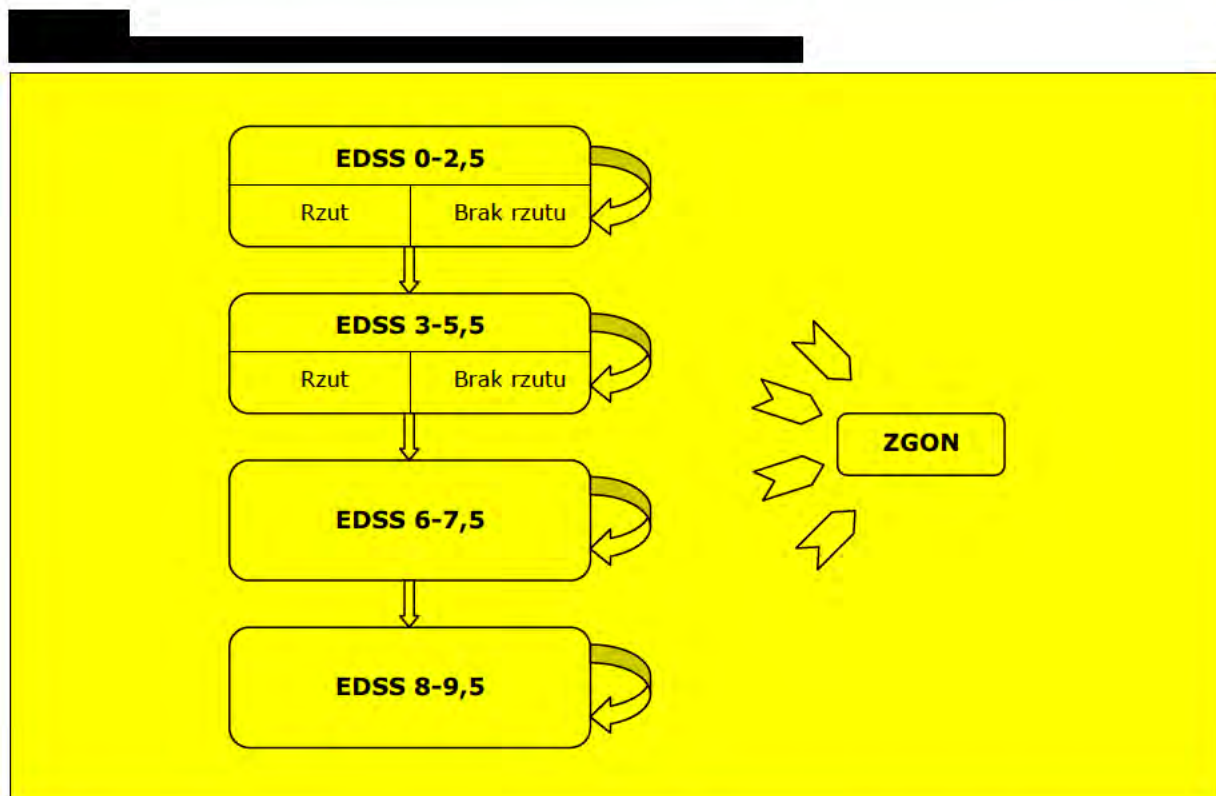 EDSS 0-2,5
Rzut Brak rzutu
EDSS 3-5,5
Rzut Brak rzutu
ZGON
EDSS 6-7,5
EDSS 8-9,5